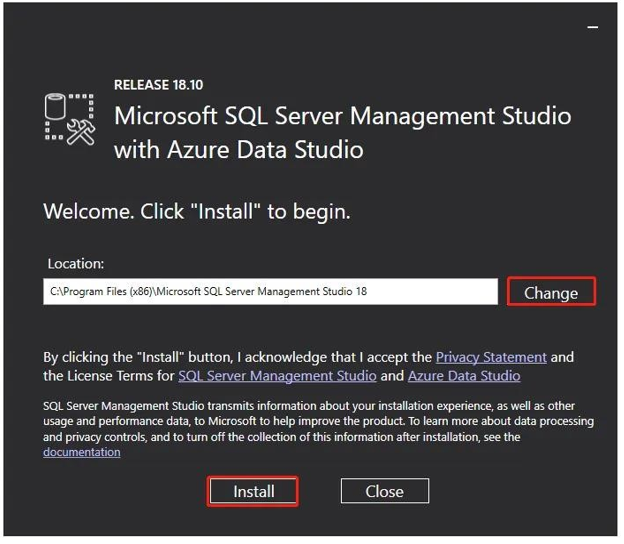 RELEASE 18.10
Microsoft SQL Server Management Studio
with Azure Data Studio
Welcome. Click "Install" to begin.
Location:
C:\Program Files (x86)\Microsoft SQL Server Management Studio 18
Change
By clicking the "Install" button, I acknowledge that I accept the Privacy Statement and
the License Terms for SQL Server Management Studio and Azure Data Studio
SQL Server Management Studio transmits information about your installation experience, as well as other
usage and performance data, to Microsoft to help improve the product. To learn more about data processing
and privacy controls, and to turn off the collection of this information after installation, see the
documentation
Install
Close